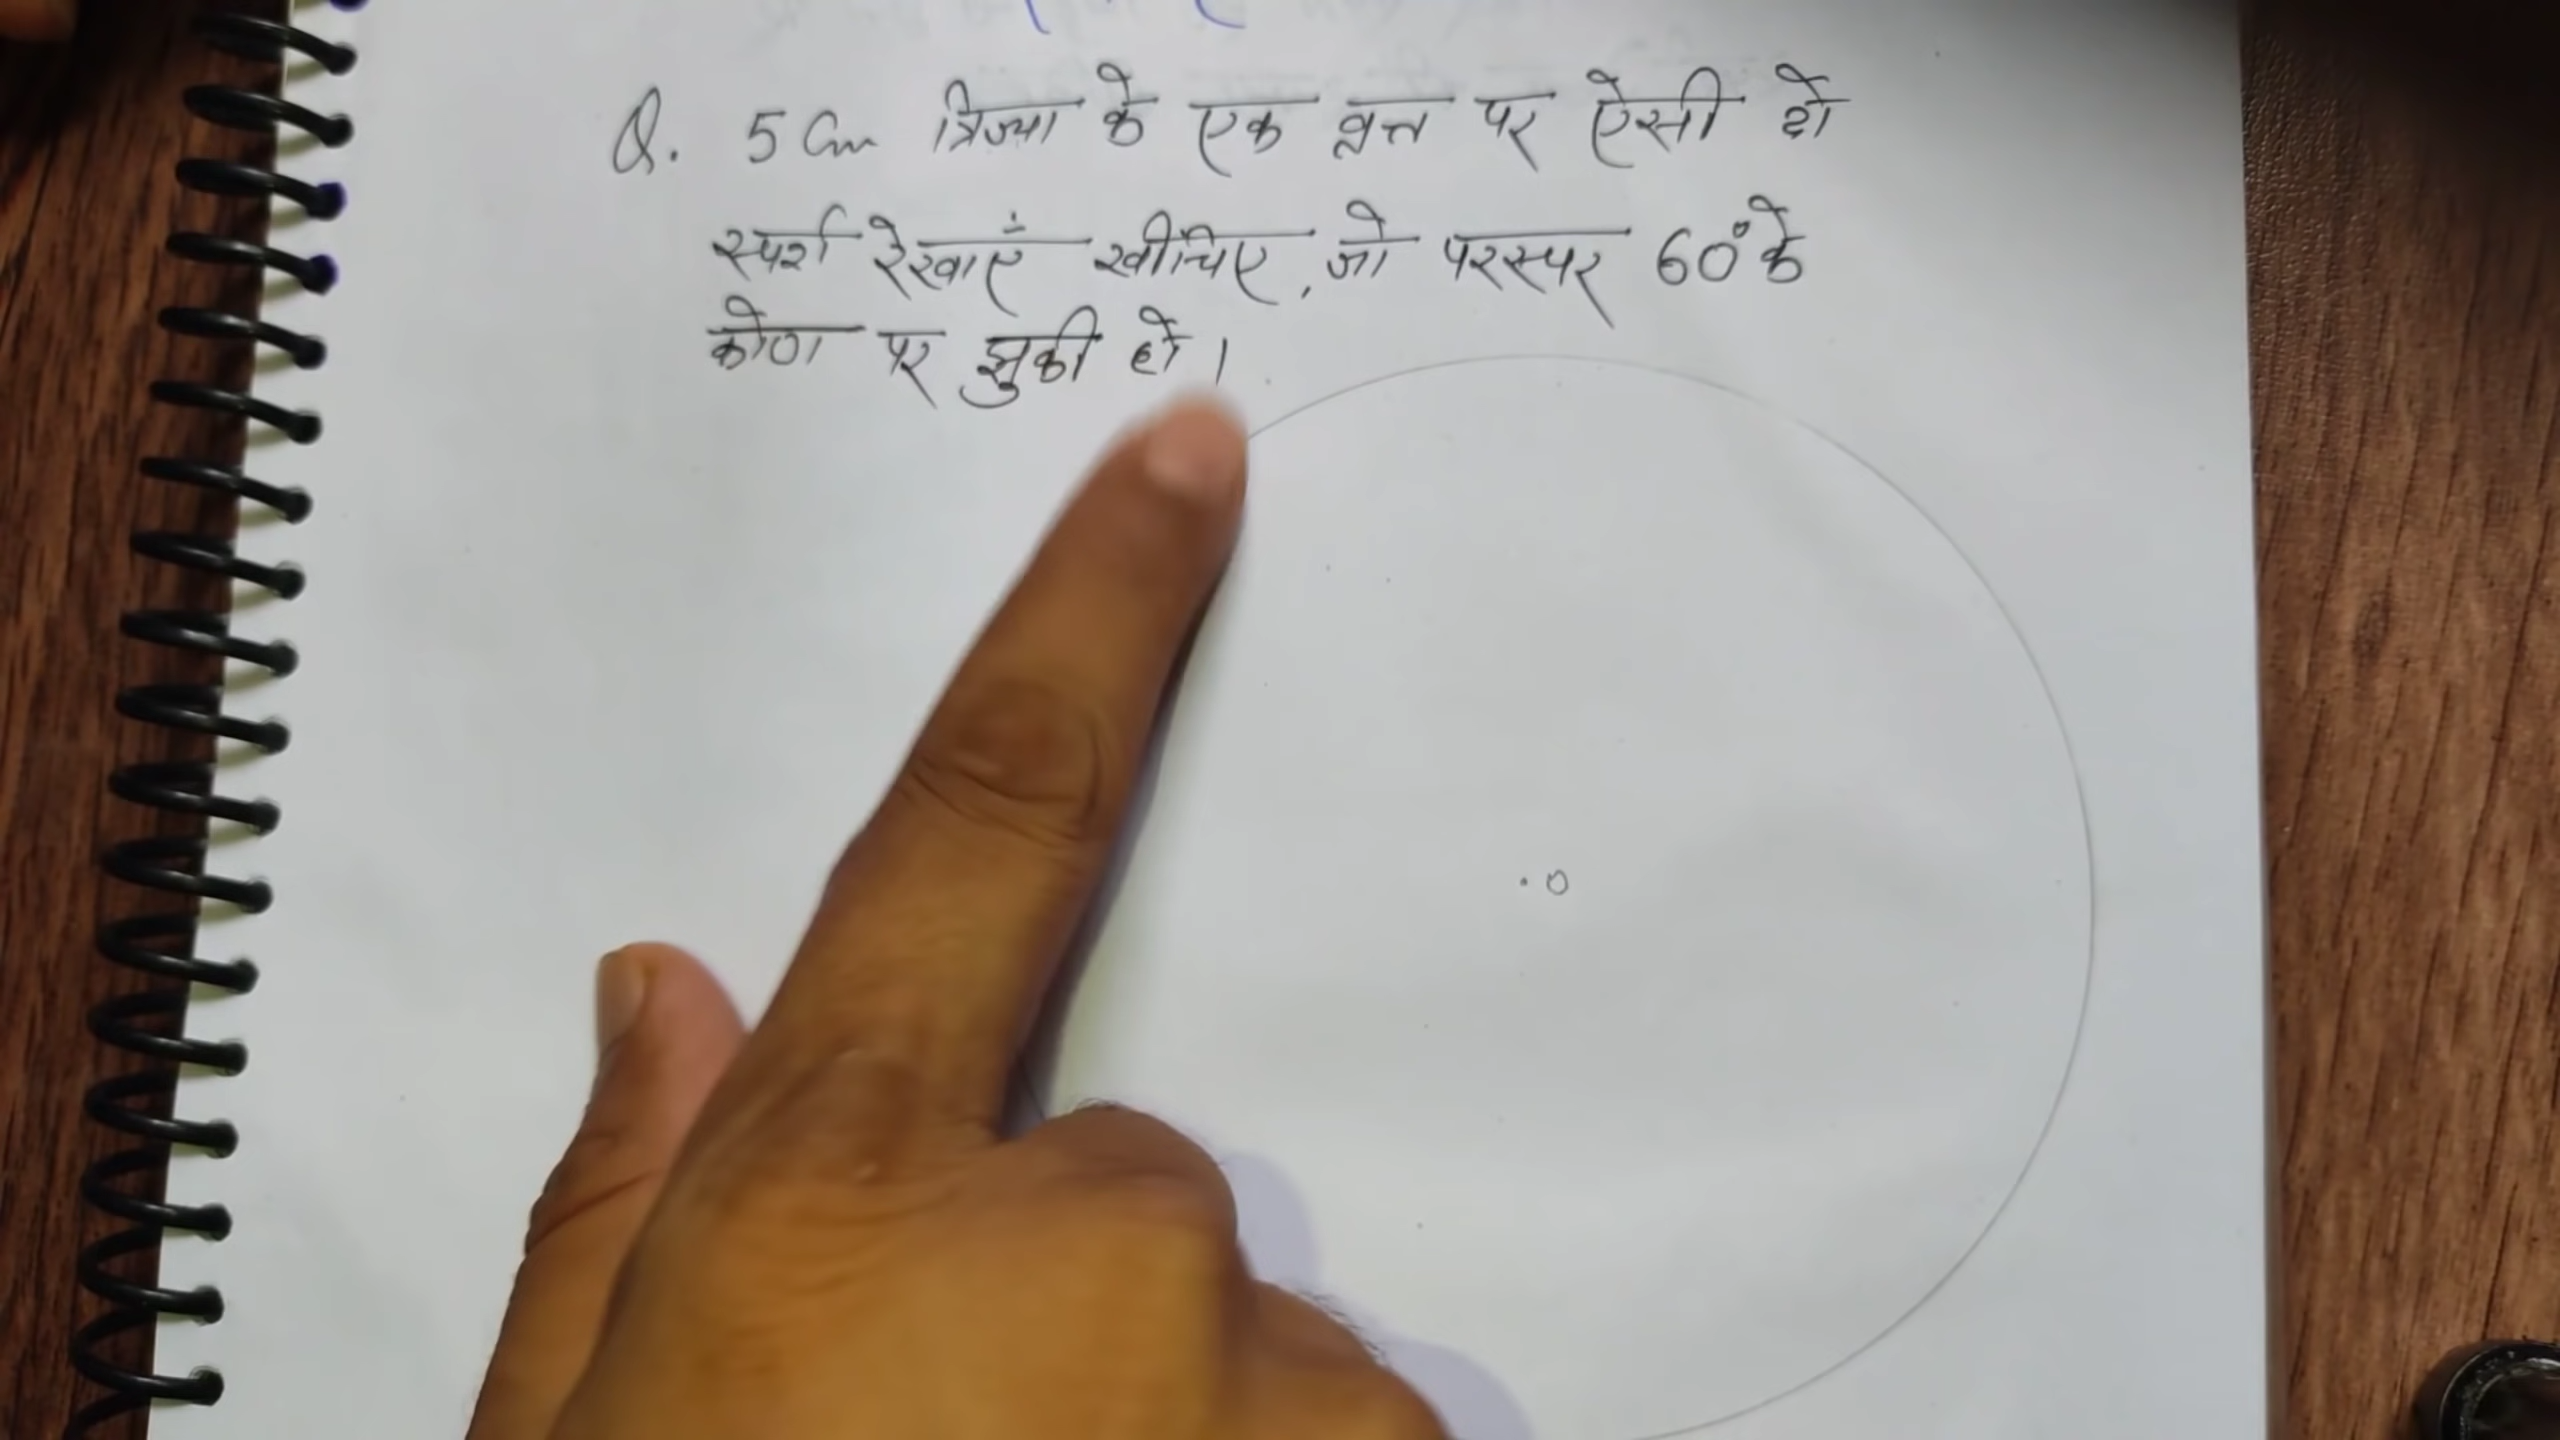 Q. 5 Cm त्रिज्या के एक वृत्त पर ऐसी दो
स्पर्श रेखाएं खींचिए, जो परस्पर 60° के
कोण पर झुकी हो।
. O